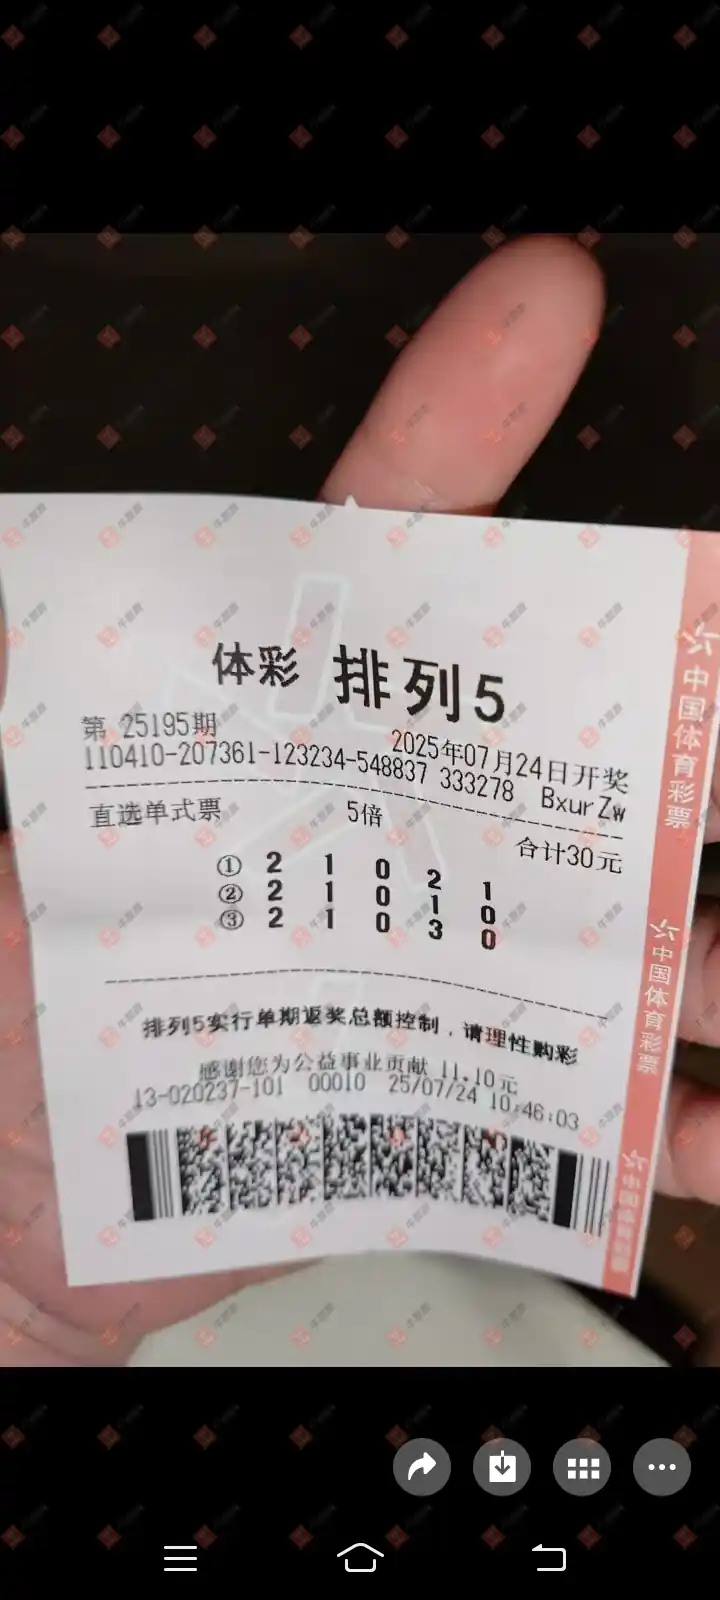 体彩 排列5
第 25195期 2025年07月24日开奖
110410-207361-123234-548837 333278 BxurZw
直选单式票 5倍 合计30元
① 2 1 0 2 1
② 2 1 0 1 0
③ 2 1 0 3 0
排列5实行单期返奖总额控制，请理性购彩
感谢您为公益事业贡献 11.10元
13-020237-101 00010 25/07/24 10:46:03
中国体育彩票
中国体育彩票
中国体育彩票